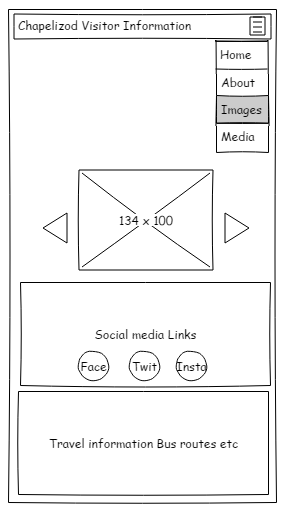 Chapelizod Visitor Information
Home
About
Images
Media
134 x 100
Social media Links
Face Twit Insta
Travel information Bus routes etc